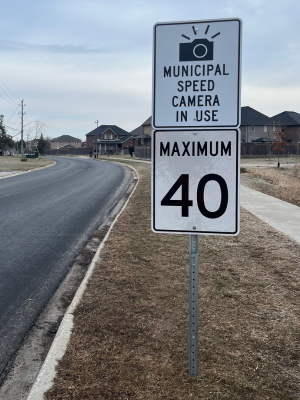 MUNICIPAL
SPEED
CAMERA
IN USE
MAXIMUM
40